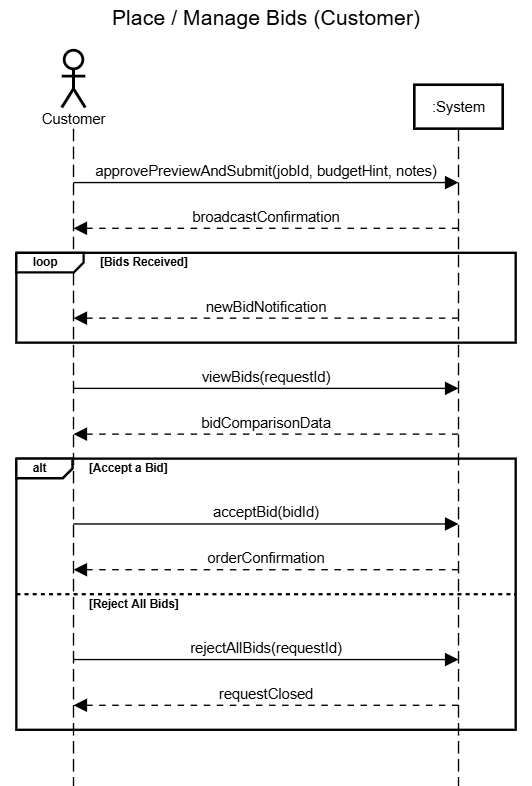 Place / Manage Bids (Customer)
Customer
:System
approvePreviewAndSubmit(jobId, budgetHint, notes)
broadcastConfirmation
loop [Bids Received]
newBidNotification
viewBids(requestId)
bidComparisonData
alt [Accept a Bid]
acceptBid(bidId)
orderConfirmation
[Reject All Bids]
rejectAllBids(requestId)
requestClosed